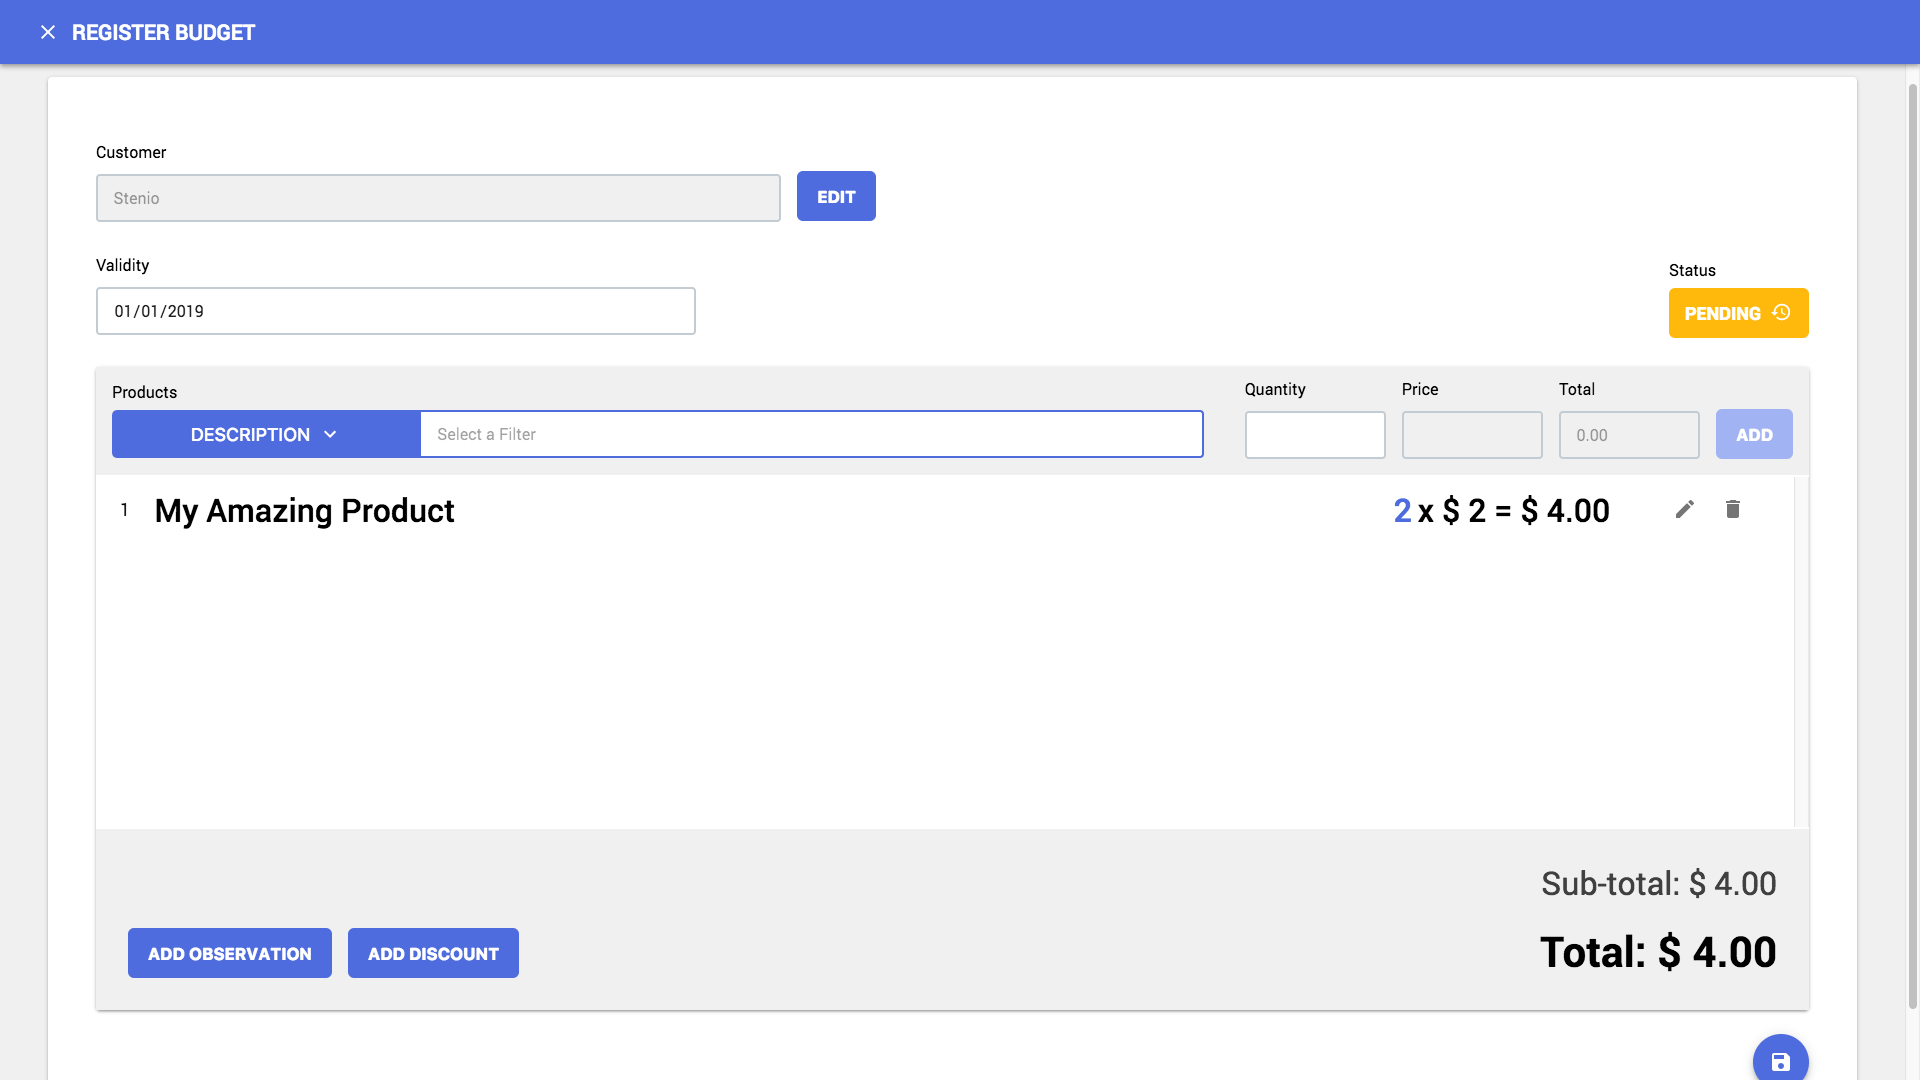 REGISTER BUDGET
Customer
Stenio
EDIT
Validity
01/01/2019
Status
PENDING
Products
Quantity
Price
Total
DESCRIPTION
Select a Filter
0.00
ADD
1 My Amazing Product 2 x $ 2 = $ 4.00
Sub-total: $ 4.00
ADD OBSERVATION
ADD DISCOUNT
Total: $ 4.00